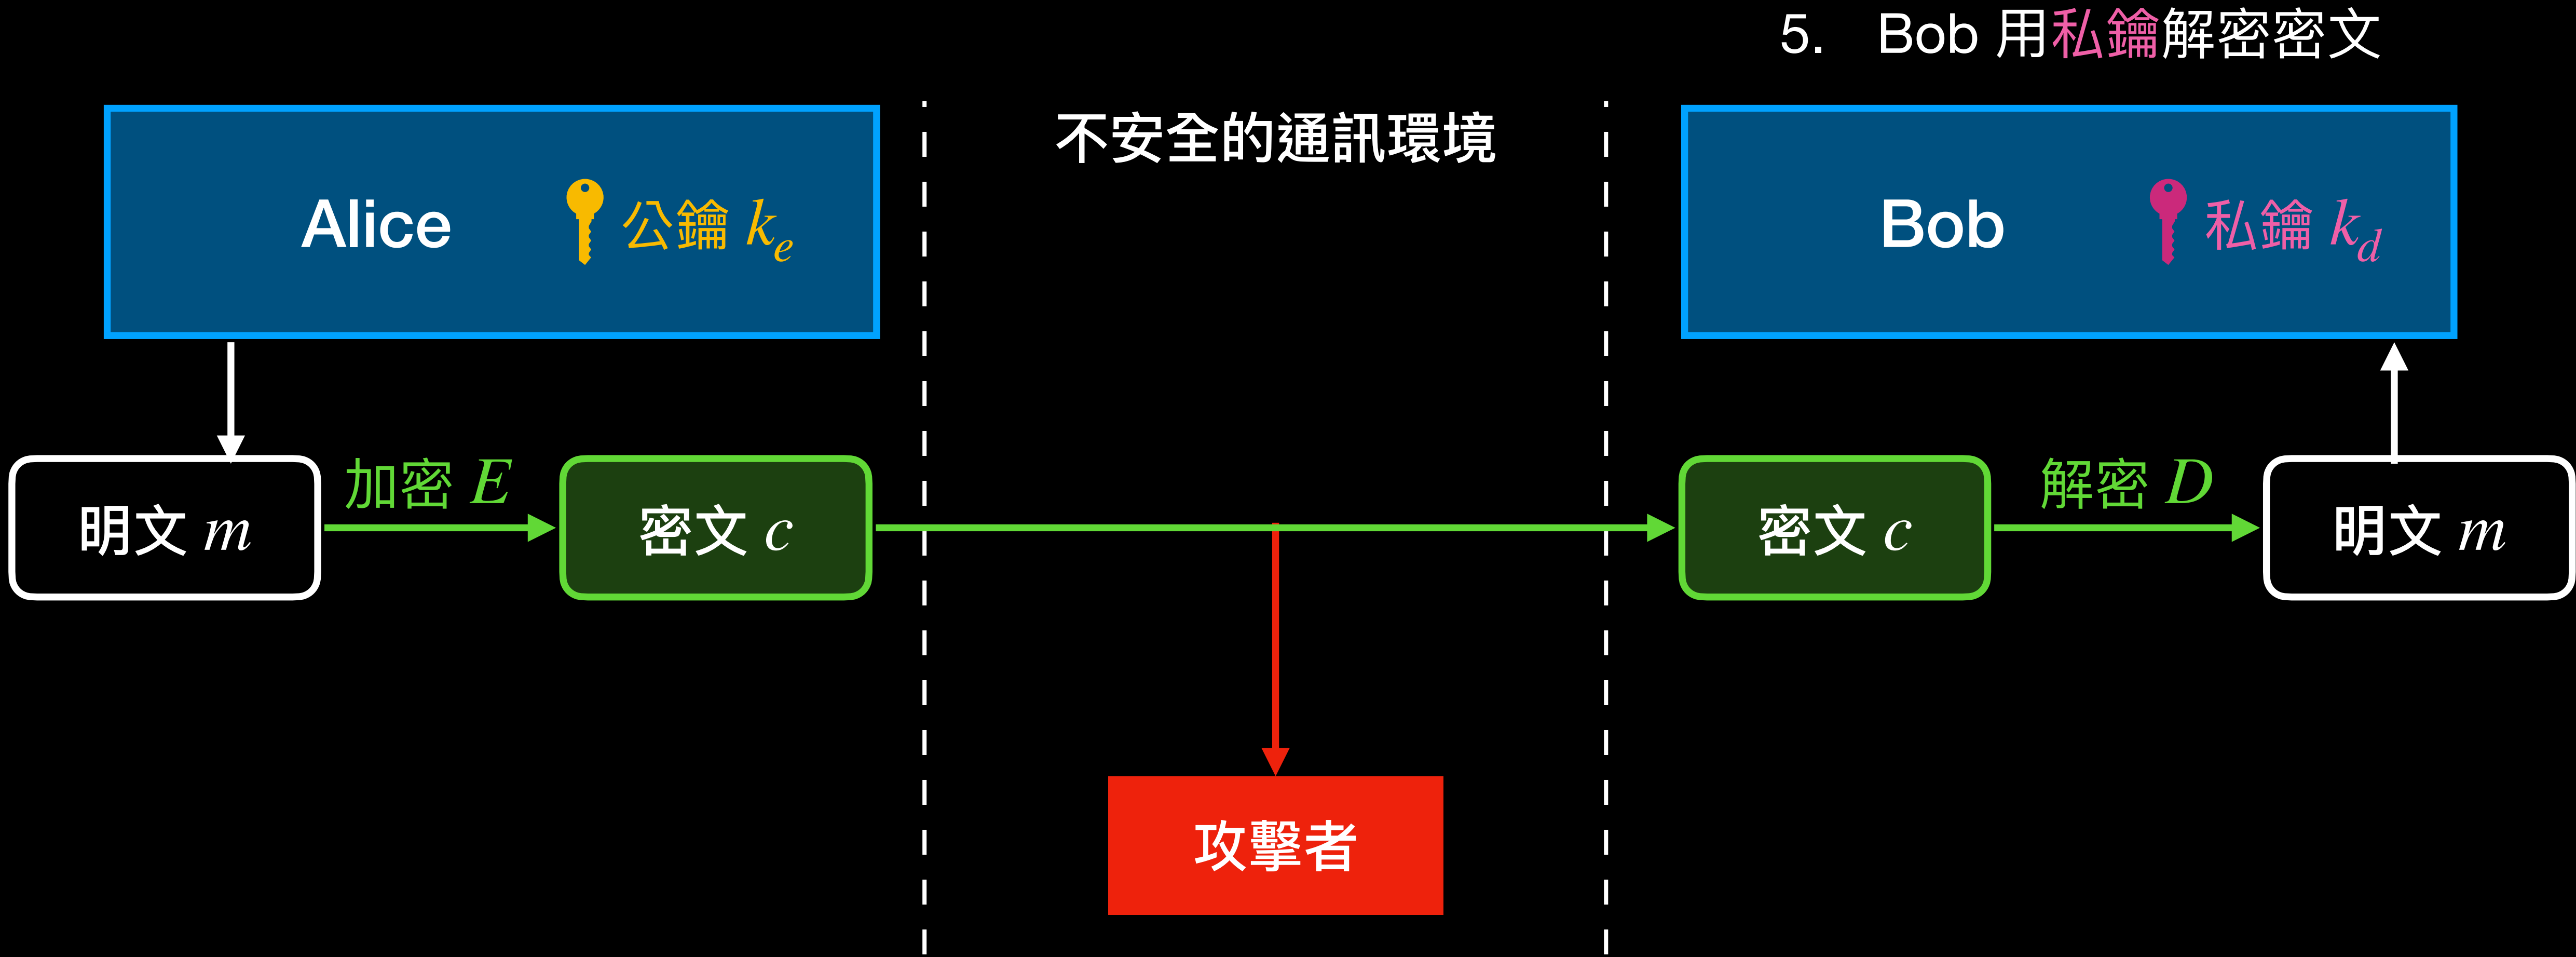 5. Bob 用私鑰解密密文
不安全的通訊環境
Alice 公鑰 kₑ
Bob 私鑰 k_d
加密 E
解密 D
明文 m
密文 c
密文 c
明文 m
攻擊者